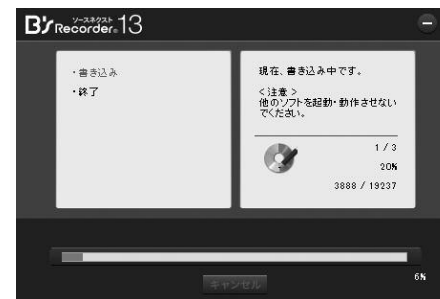 ソースネクスト
B's Recorder 13
・書き込み
・終了
現在、書き込み中です。
<注意>
他のソフトを起動・動作させない
でください。
1 / 3
20%
3888 / 19237
キャンセル
6%